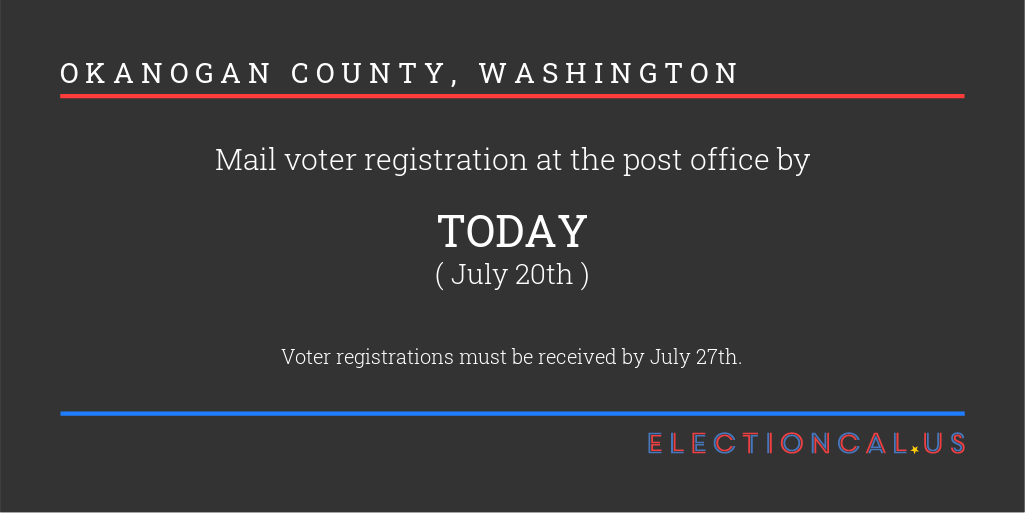 OKANOGAN COUNTY, WASHINGTON
Mail voter registration at the post office by
TODAY
( July 20th )
Voter registrations must be received by July 27th.
ELECTIONCAL.US